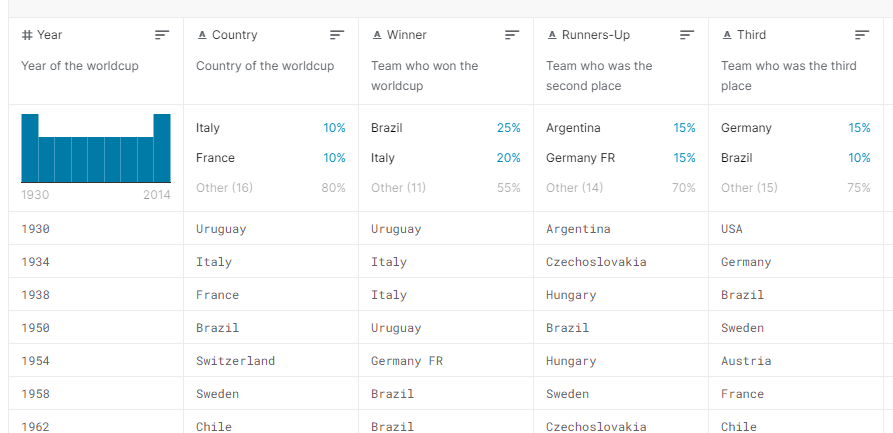 # Year A Country A Winner A Runners-Up A Third
Year of the worldcup Country of the worldcup Team who won the worldcup Team who was the second place Team who was the third place
Italy 10% Brazil 25% Argentina 15% Germany 15%
France 10% Italy 20% Germany FR 15% Brazil 10%
1930 2014 Other (16) 80% Other (11) 55% Other (14) 70% Other (15) 75%
1930 Uruguay Uruguay Argentina USA
1934 Italy Italy Czechoslovakia Germany
1938 France Italy Hungary Brazil
1950 Brazil Uruguay Brazil Sweden
1954 Switzerland Germany FR Hungary Austria
1958 Sweden Brazil Sweden France
1962 Chile Brazil Czechoslovakia Chile